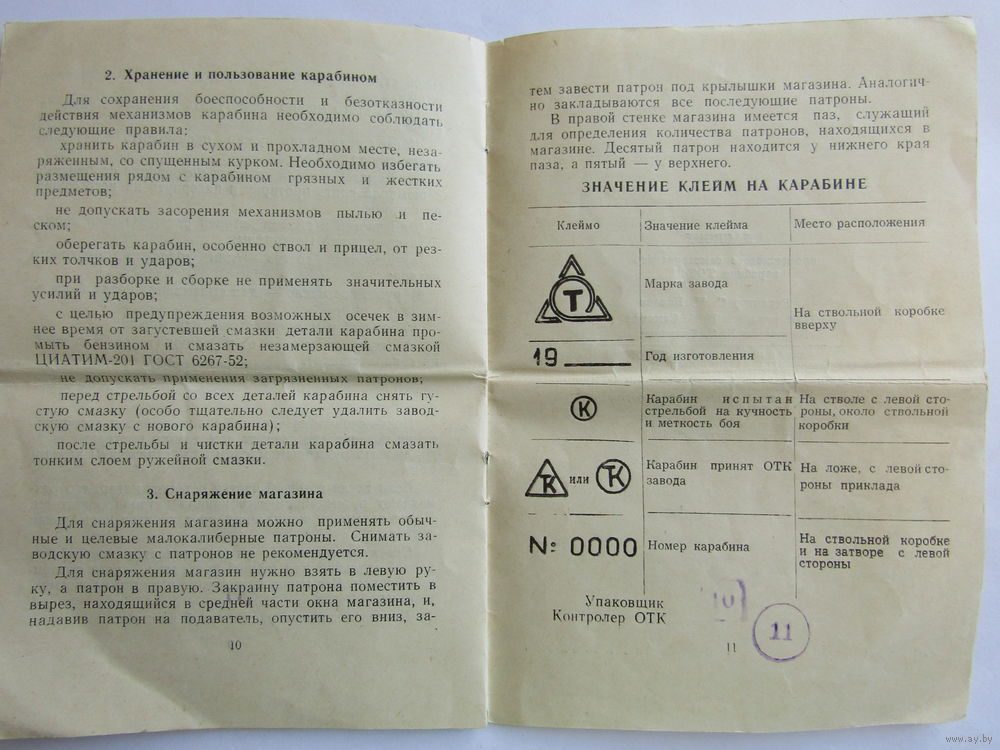 2. Хранение и пользование карабином
Для сохранения боеспособности и безотказности
действия механизмов карабина необходимо соблюдать
следующие правила:
хранить карабин в сухом и прохладном месте, неза-
ряженным, со спущенным курком. Необходимо избегать
размещения рядом с карабином грязных и жестких
предметов;
не допускать засорения механизмов пылью и пе-
ском;
оберегать карабин, особенно ствол и прицел, от рез-
ких толчков и ударов;
при разборке и сборке не применять значительных
усилий и ударов;
с целью предупреждения возможных осечек в зим-
нее время от загустевшей смазки детали карабина про-
мыть бензином и смазать незамерзающей смазкой
ЦИАТИМ-201 ГОСТ 6267-52;
не допускать применения загрязненных патронов;
перед стрельбой со всех деталей карабина снять гу-
стую смазку (особо тщательно следует удалить завод-
скую смазку с нового карабина);
после стрельбы и чистки детали карабина смазать
тонким слоем ружейной смазки.
3. Снаряжение магазина
Для снаряжения магазина можно применять обыч-
ные и целевые малокалиберные патроны. Снимать за-
водскую смазку с патронов не рекомендуется.
Для снаряжения магазин нужно взять в левую ру-
ку, а патрон в правую. Закраину патрона поместить в
вырез, находящийся в средней части окна магазина, и,
надавив патрон на подаватель, опустить его вниз, за-
10
тем завести патрон под крылышки магазина. Аналогич-
но закладываются все последующие патроны.
В правой стенке магазина имеется паз, служащий
для определения количества патронов, находящихся в
магазине. Десятый патрон находится у нижнего края
паза, а пятый — у верхнего.
ЗНАЧЕНИЕ КЛЕЙМ НА КАРАБИНЕ
Клеймо
Значение клейма
Место расположения
Т
Марка завода
На ствольной коробке
вверху
19
Год изготовления
К
Карабин испытан
стрельбой на кучность
и меткость боя
На стволе с левой сто-
роны, около ствольной
коробки
ТК или ТК
Карабин принят ОТК
завода
На ложе, с левой сто-
роны приклада
№ 0000
Номер карабина
На ствольной коробке
и на затворе с левой
стороны
Упаковщик
Контролер ОТК
10
11
11
www.ay.by